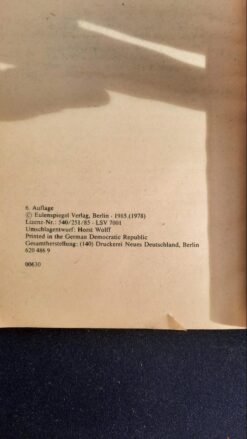 6. Auflage
© Eulenspiegel Verlag, Berlin · 1985 (1978)
Lizenz-Nr.: 540/251/85 · LSV 7001
Umschlagentwurf: Horst Wolff
Printed in the German Democratic Republic
Gesamtherstellung: (140) Druckerei Neues Deutschland, Berlin
620 486 9
00630